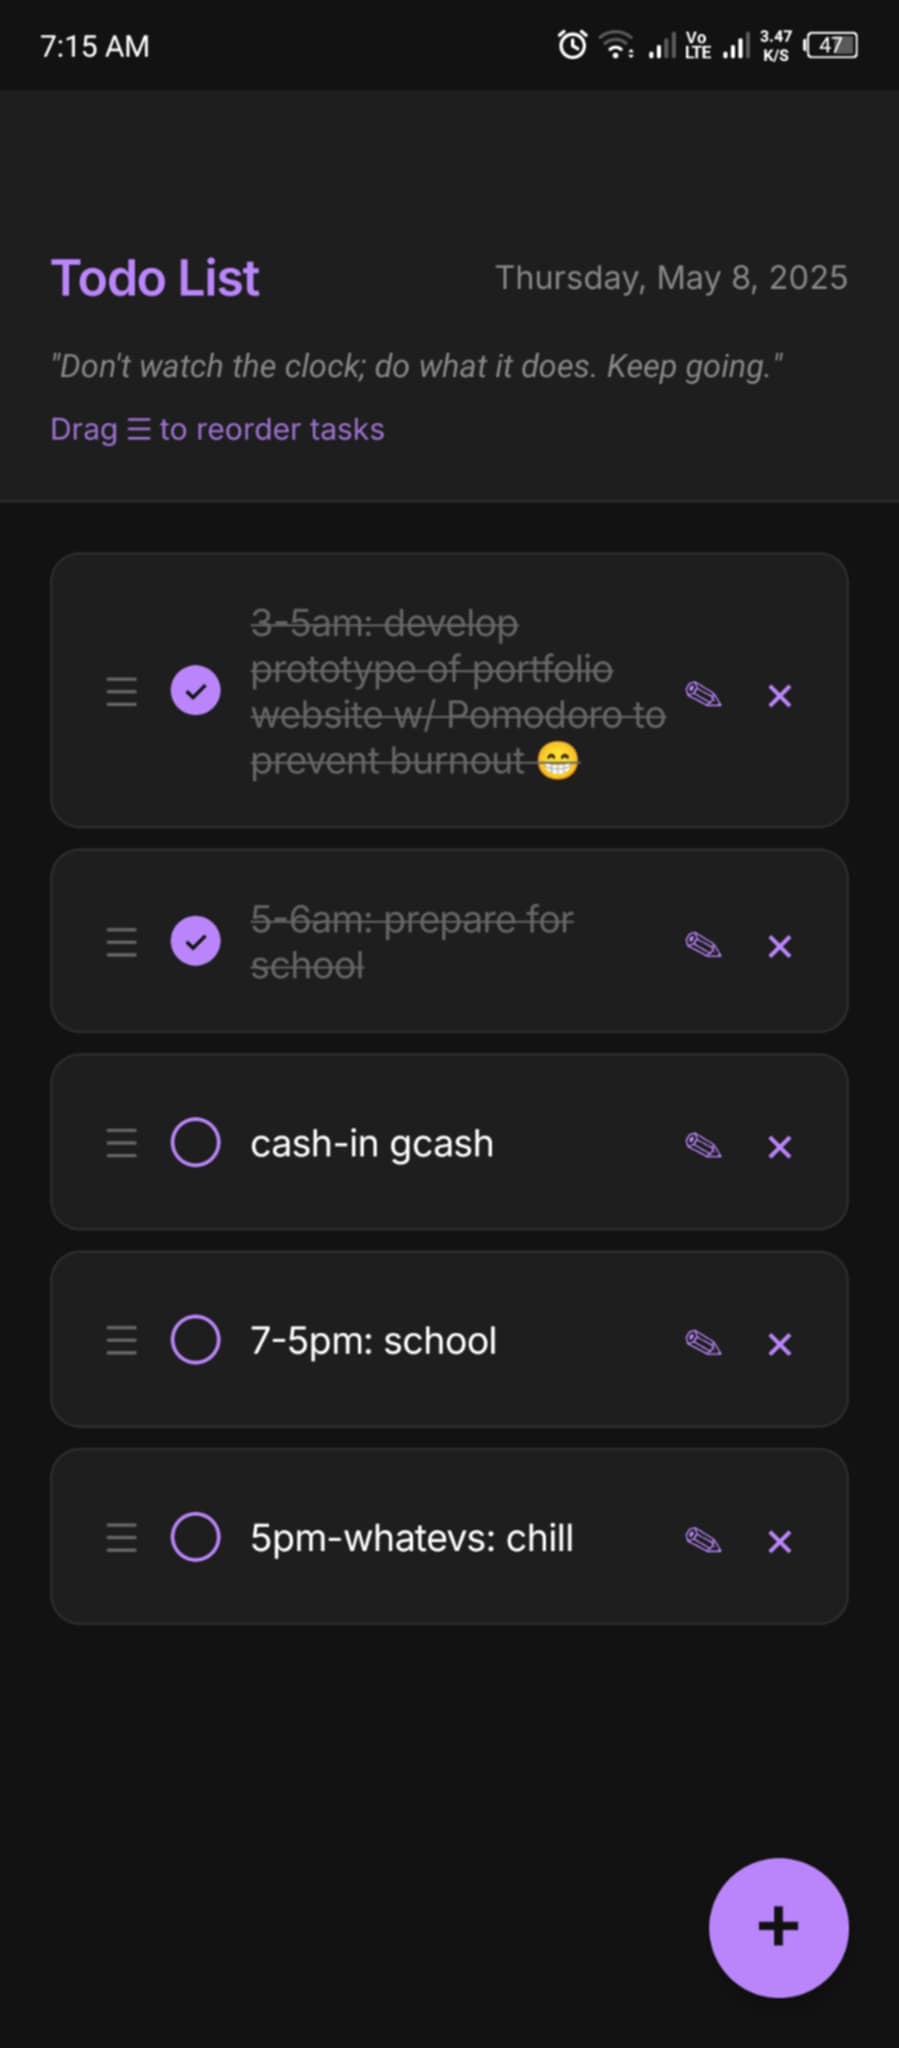 7:15 AM
Vo LTE
3.47 K/S
47
Todo List
Thursday, May 8, 2025
"Don't watch the clock; do what it does. Keep going."
Drag ☰ to reorder tasks
3-5am: develop
prototype of portfolio
website w/ Pomodoro to
prevent burnout 😁
5-6am: prepare for
school
cash-in gcash
7-5pm: school
5pm-whatevs: chill
+